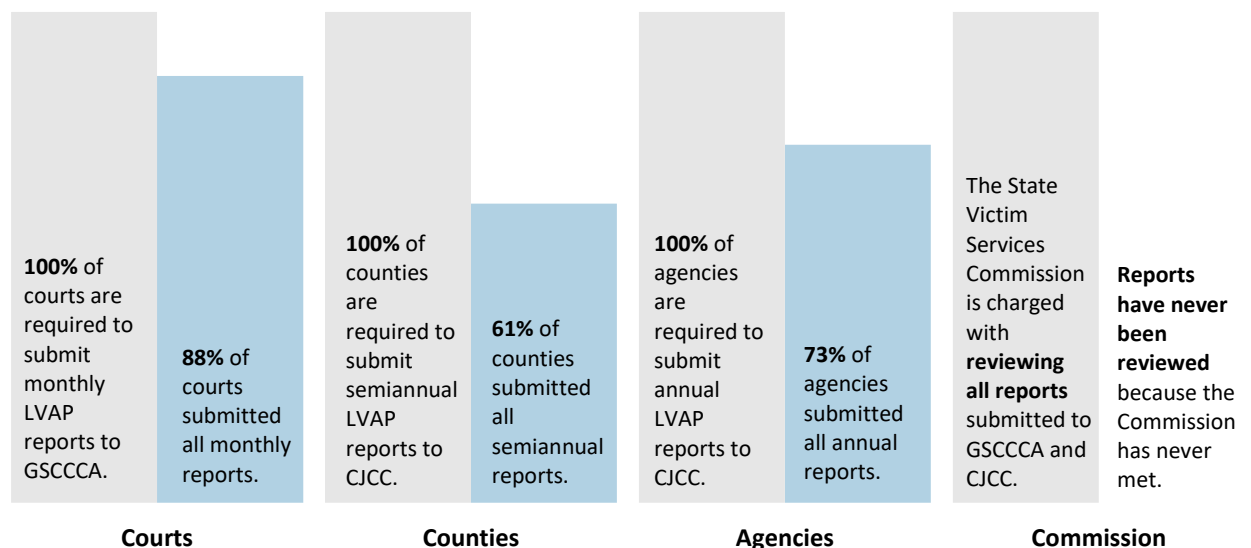 100% of
courts are
required to
submit
monthly
LVAP
reports to
GSCCCA.
88% of
courts
submitted
all monthly
reports.
Courts
100% of
counties
are
required to
submit
semiannual
LVAP
reports to
CJCC.
61% of
counties
submitted
all
semiannual
reports.
Counties
100% of
agencies
are
required to
submit
annual
LVAP
reports to
CJCC.
73% of
agencies
submitted
all annual
reports.
Agencies
The State
Victim
Services
Commission
is charged
with
reviewing
all reports
submitted to
GSCCCA and
CJCC.
Reports
have never
been
reviewed
because the
Commission
has never
met.
Commission